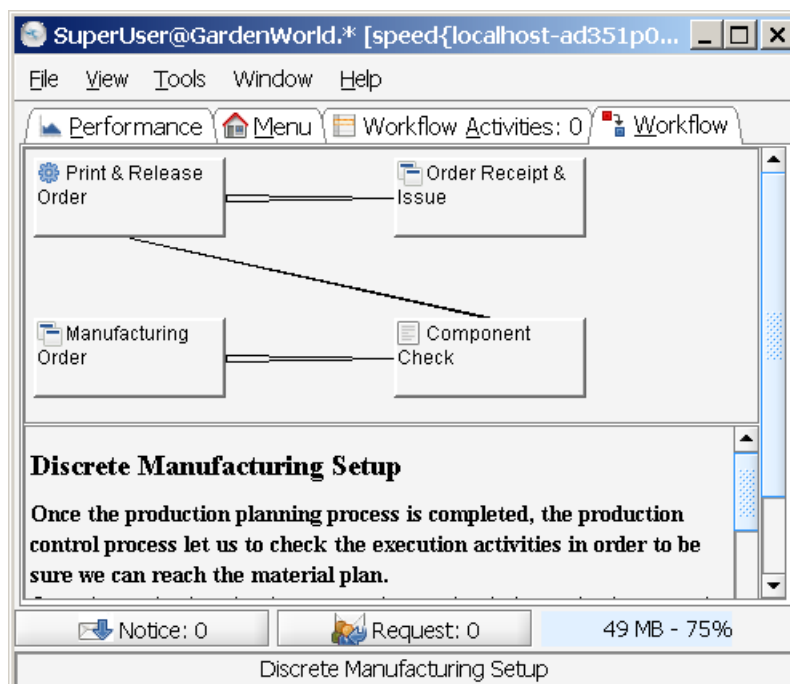 SuperUser@GardenWorld.* [speed{localhost-ad351p0...
File View Tools Window Help
Performance Menu Workflow Activities: 0 Workflow
Print & Release
Order
Order Receipt &
Issue
Manufacturing
Order
Component
Check
Discrete Manufacturing Setup
Once the production planning process is completed, the production
control process let us to check the execution activities in order to be
sure we can reach the material plan.
Notice: 0 Request: 0 49 MB - 75%
Discrete Manufacturing Setup